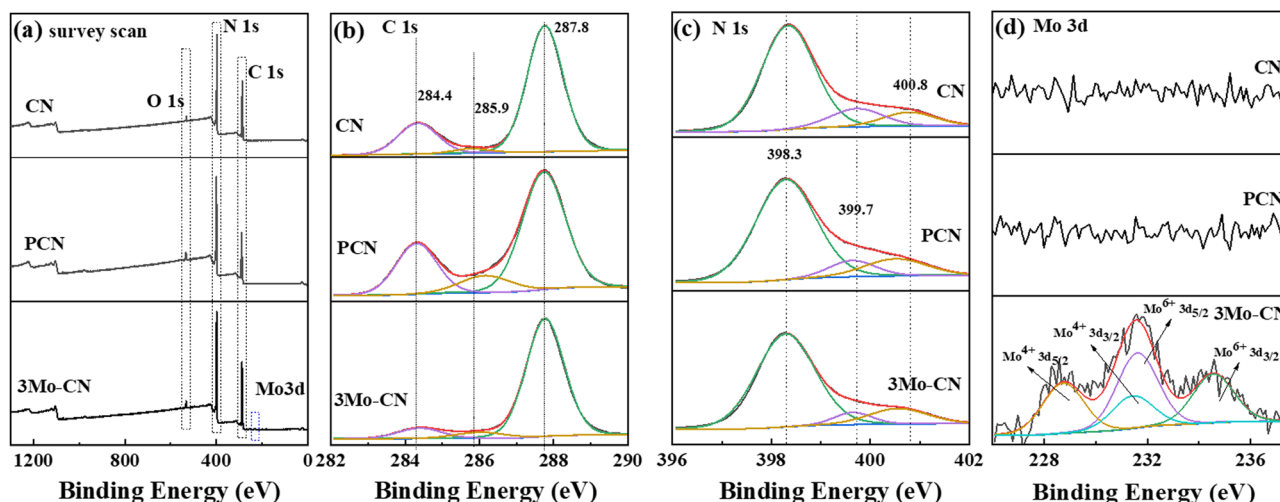 (a) survey scan
N 1s
C 1s
O 1s
CN
PCN
3Mo-CN
Mo3d
1200 800 400 0
Binding Energy (eV)
(b) C 1s
287.8
284.4
285.9
CN
PCN
3Mo-CN
282 284 286 288 290
Binding Energy (eV)
(c) N 1s
400.8
CN
398.3
399.7
PCN
3Mo-CN
396 398 400 402
Binding Energy (eV)
(d) Mo 3d
CN
PCN
3Mo-CN
Mo⁶⁺ 3d5/2
Mo⁴⁺ 3d3/2
Mo⁴⁺ 3d5/2
Mo⁶⁺ 3d3/2
228 232 236
Binding Energy (eV)